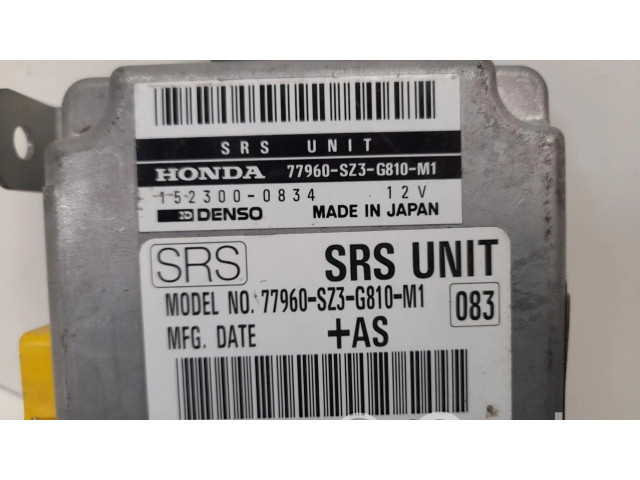 SRS UNIT
HONDA 77960-SZ3-G810-M1
152300-0834 12V
DENSO MADE IN JAPAN
SRS SRS UNIT
MODEL NO. 77960-SZ3-G810-M1 083
MFG. DATE +AS